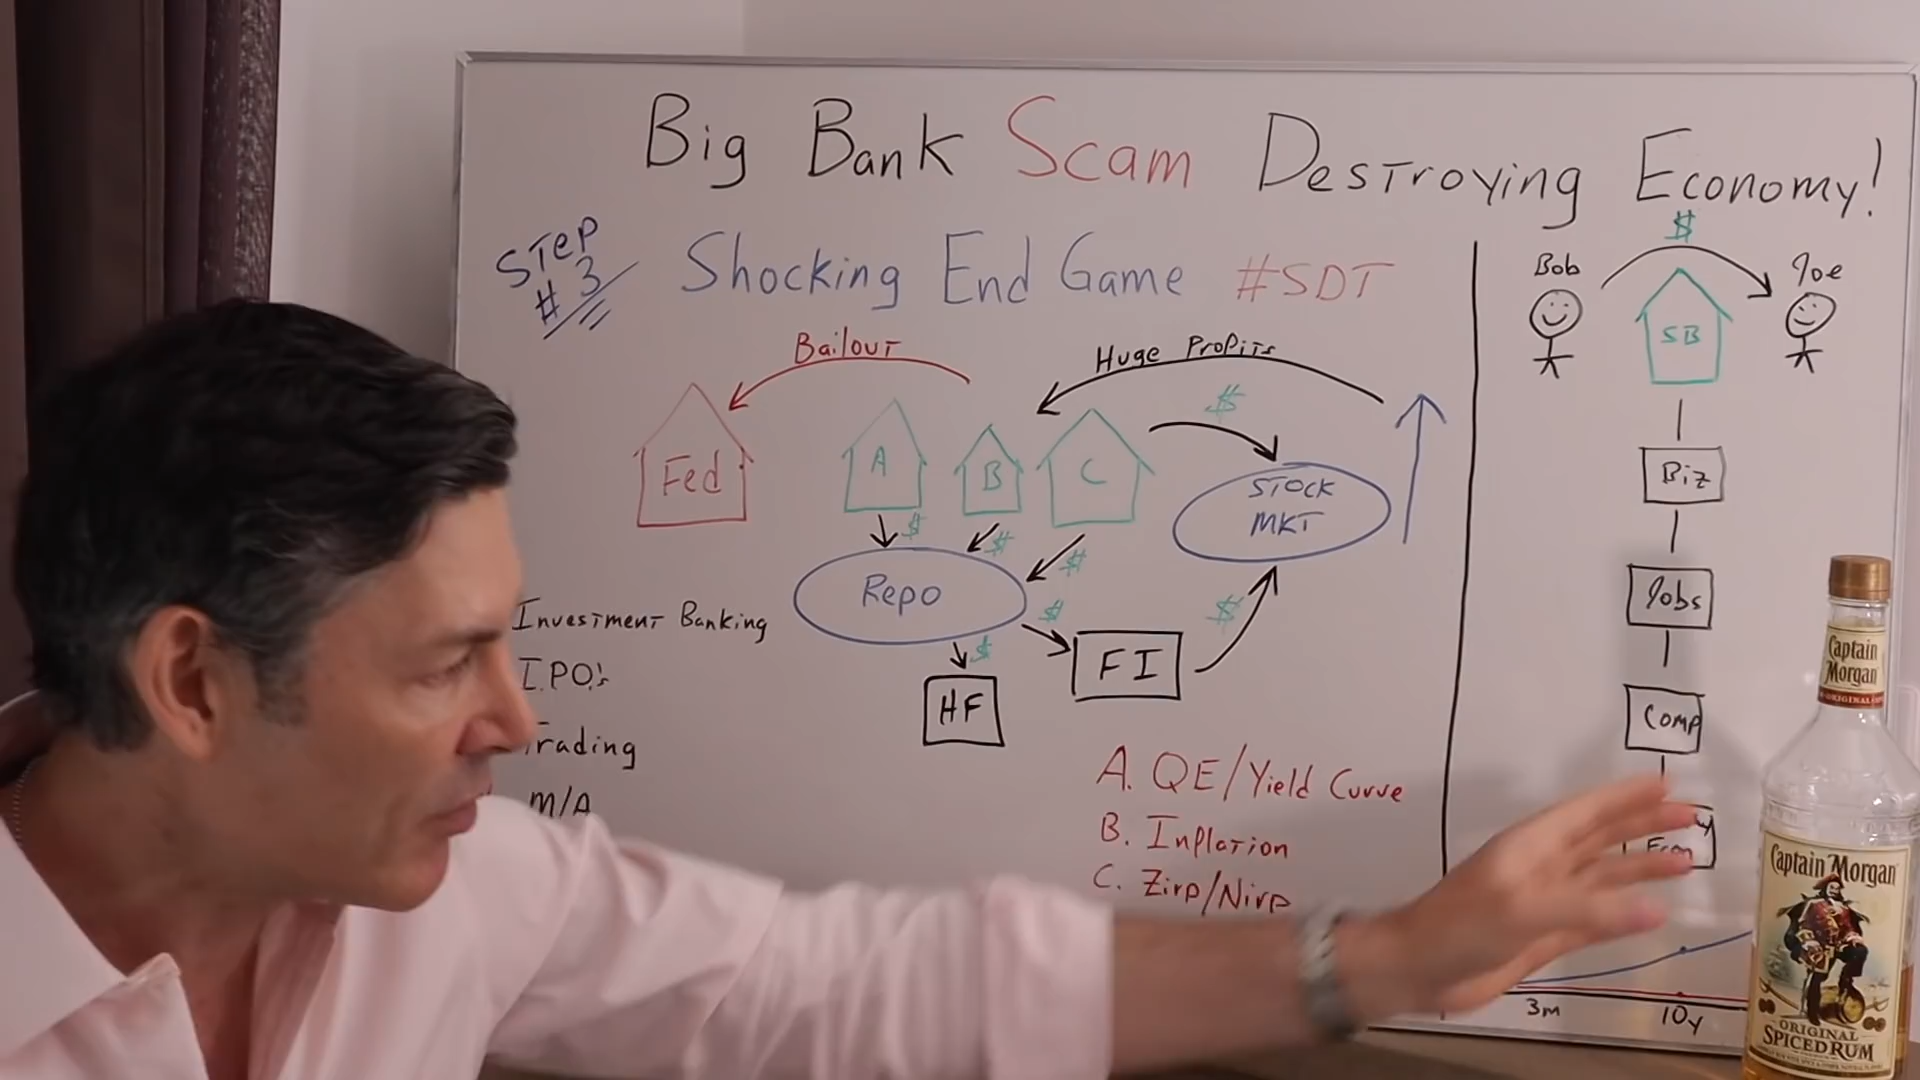 Big Bank Scam Destroying Economy!
STEP #3
Shocking End Game #SDT
Bailout
Huge Profits
$
Fed
A
B
C
$
$
$
$
STOCK MKT
Repo
$
$
$
HF
FI
Investment Banking
I.PO's
Trading
M/A
A. QE/Yield Curve
B. Inflation
C. Zirp/Nirp
$
Bob
Joe
SB
Biz
Jobs
Comp
3m
10y
Captain Morgan
ORIGINAL
Captain Morgan
ORIGINAL
SPICED RUM